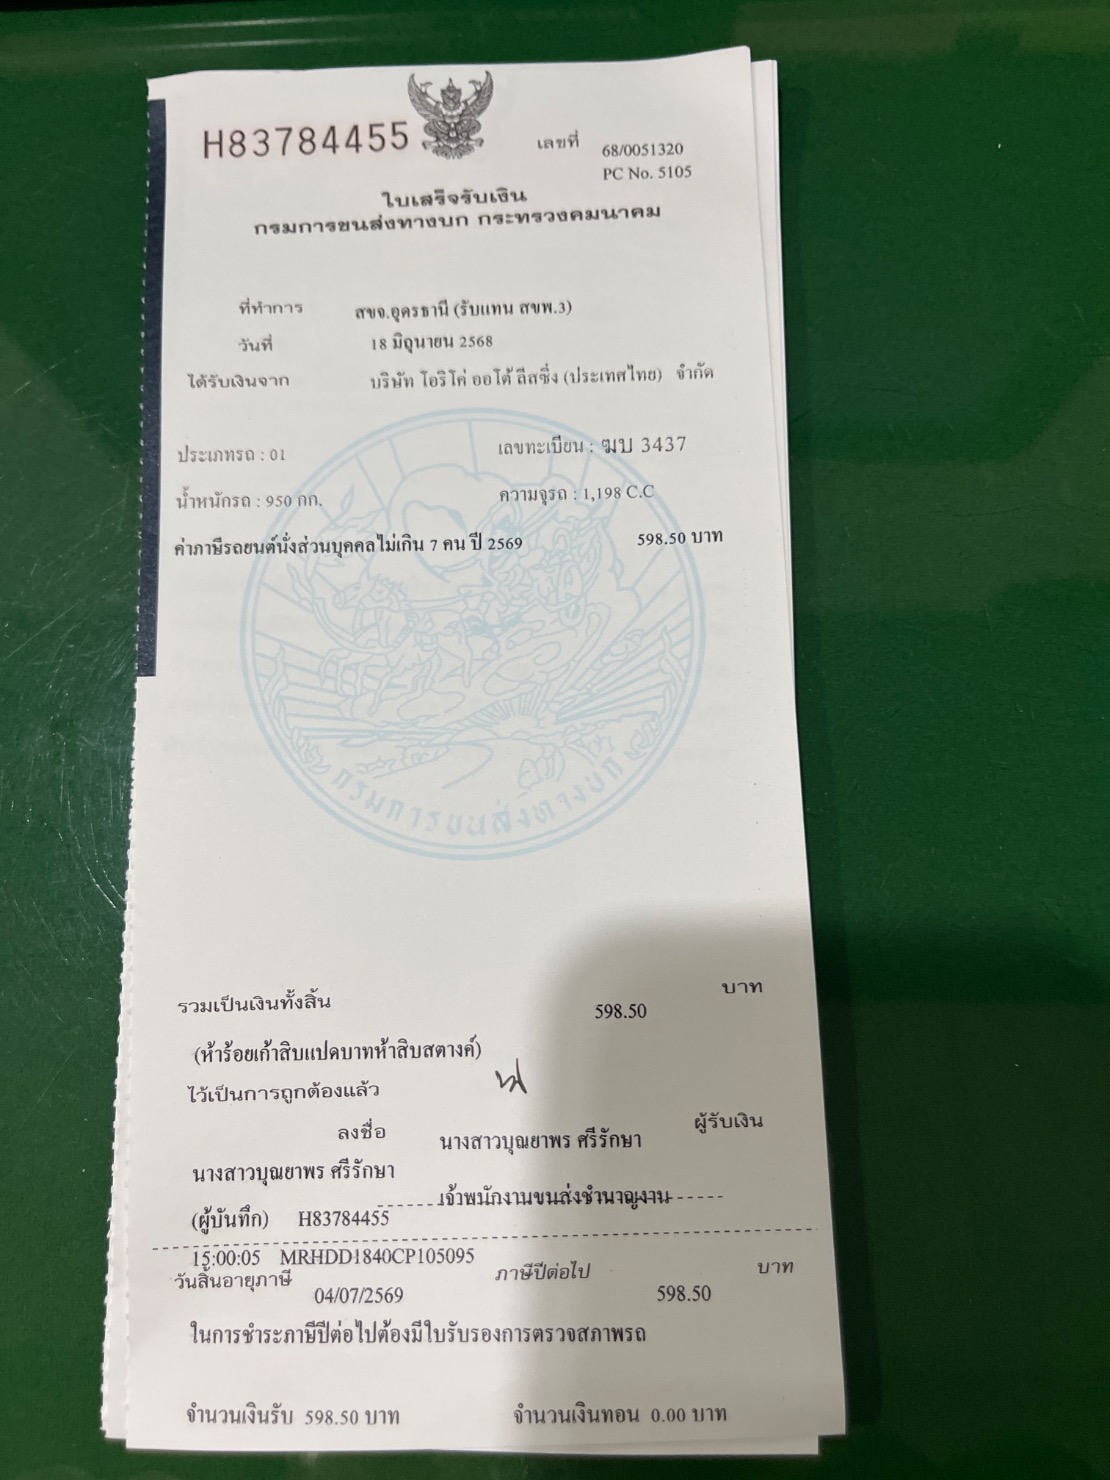 H83784455
เลขที่ 68/0051320
PC No. 5105
ใบเสร็จรับเงิน
กรมการขนส่งทางบก กระทรวงคมนาคม
ที่ทำการ สขจ.อุดรธานี (รับแทน สขพ.3)
วันที่ 18 มิถุนายน 2568
ได้รับเงินจาก บริษัท โอริโค่ ออโต้ ลีสซิ่ง (ประเทศไทย) จำกัด
ประเภทรถ : 01 เลขทะเบียน : ฆบ 3437
น้ำหนักรถ : 950 กก. ความจุรถ : 1,198 C.C
ค่าภาษีรถยนต์นั่งส่วนบุคคลไม่เกิน 7 คน ปี 2569 598.50 บาท
กรมการขนส่งทางบก
รวมเป็นเงินทั้งสิ้น 598.50 บาท
(ห้าร้อยเก้าสิบแปดบาทห้าสิบสตางค์)
ไว้เป็นการถูกต้องแล้ว
ลงชื่อ นางสาวบุณยาพร ศรีรักษา ผู้รับเงิน
นางสาวบุณยาพร ศรีรักษา
เจ้าพนักงานขนส่งชำนาญงาน
(ผู้บันทึก) H83784455
15:00:05 MRHDD1840CP105095
วันสิ้นอายุภาษี 04/07/2569 ภาษีปีต่อไป 598.50 บาท
ในการชำระภาษีปีต่อไปต้องมีใบรับรองการตรวจสภาพรถ
จำนวนเงินรับ 598.50 บาท จำนวนเงินทอน 0.00 บาท